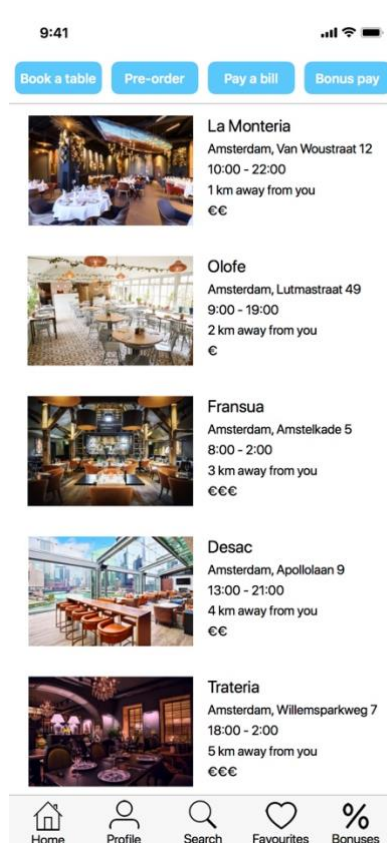 9:41
Book a table Pre-order Pay a bill Bonus pay
La Monteria
Amsterdam, Van Woustraat 12
10:00 - 22:00
1 km away from you
€€
Olofe
Amsterdam, Lutmastraat 49
9:00 - 19:00
2 km away from you
€
Fransua
Amsterdam, Amstelkade 5
8:00 - 2:00
3 km away from you
€€€
Desac
Amsterdam, Apollolaan 9
13:00 - 21:00
4 km away from you
€€
Trateria
Amsterdam, Willemsparkweg 7
18:00 - 2:00
5 km away from you
€€€
%
Home Profile Search Favourites Bonuses